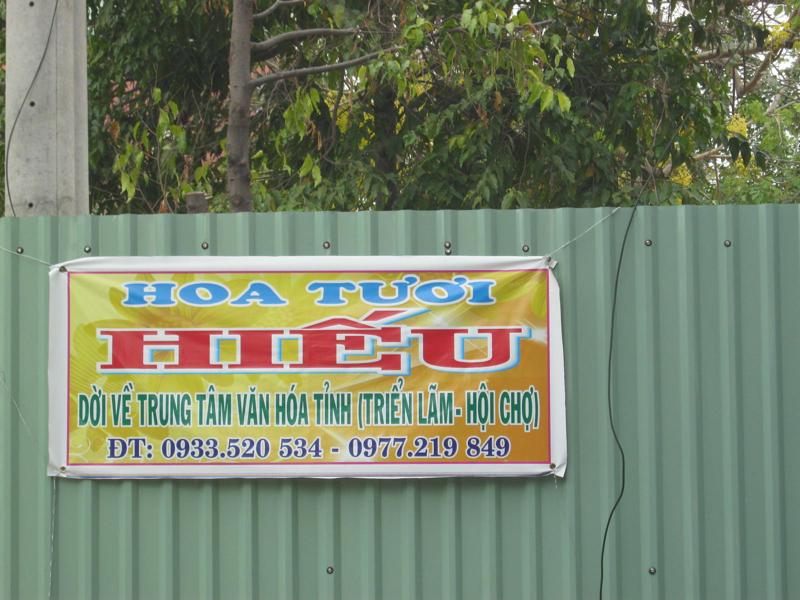 HOA TƯƠI
HIẾU
DỜI VỀ TRUNG TÂM VĂN HÓA TỈNH (TRIỂN LÃM - HỘI CHỢ)
ĐT: 0933.520 534 - 0977.219 849